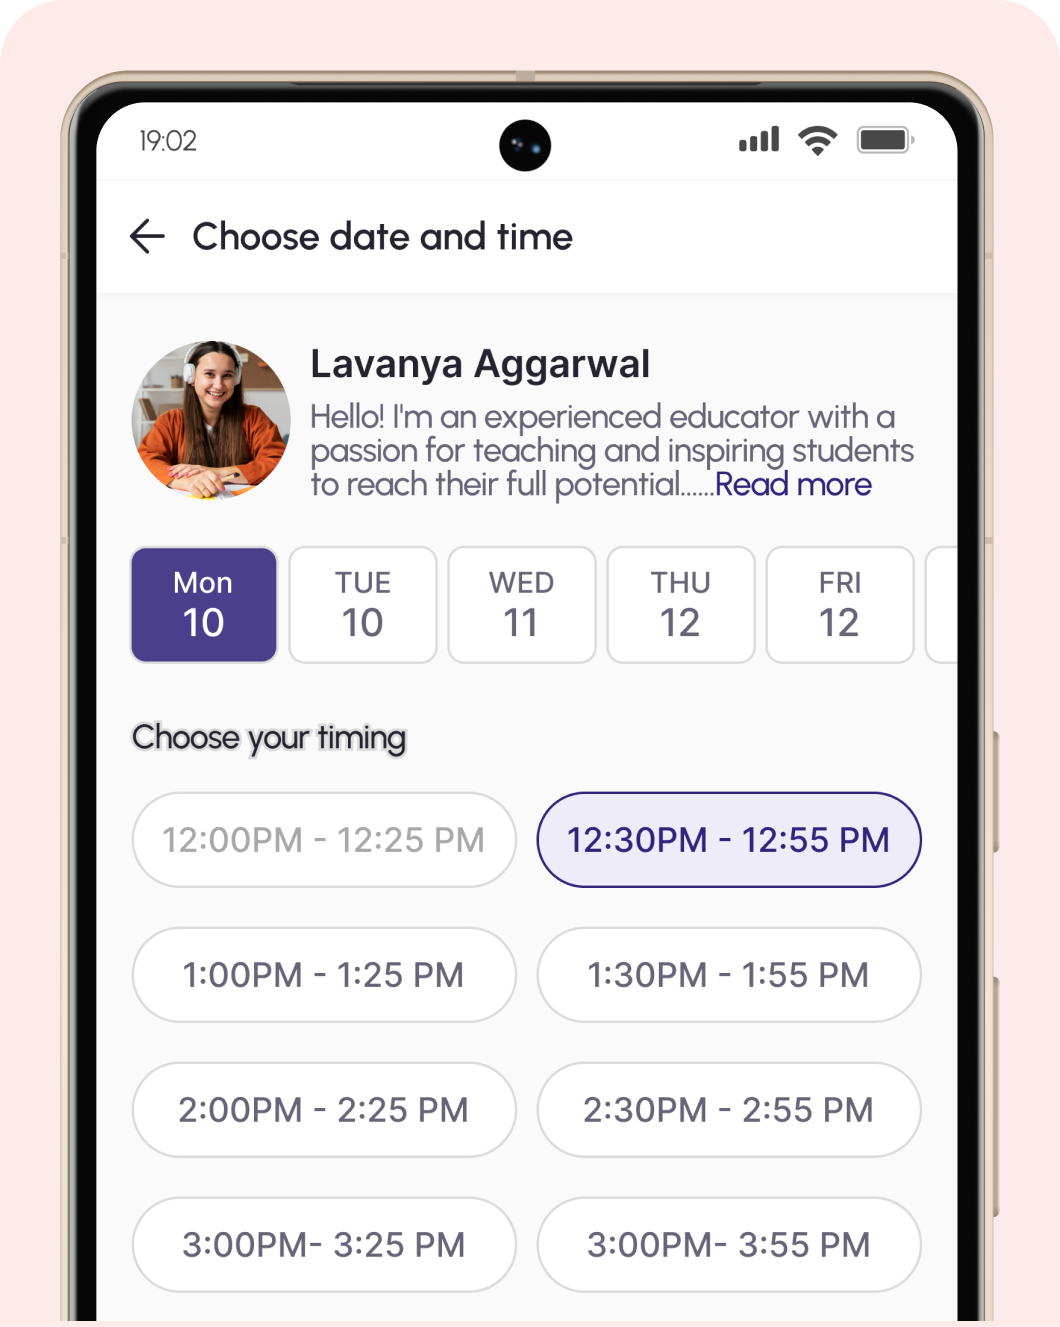 19:02
Choose date and time
Lavanya Aggarwal
Hello! I'm an experienced educator with a
passion for teaching and inspiring students
to reach their full potential......Read more
Mon TUE WED THU FRI
10 10 11 12 12
Choose your timing
12:00PM - 12:25 PM 12:30PM - 12:55 PM
1:00PM - 1:25 PM 1:30PM - 1:55 PM
2:00PM - 2:25 PM 2:30PM - 2:55 PM
3:00PM- 3:25 PM 3:00PM- 3:55 PM